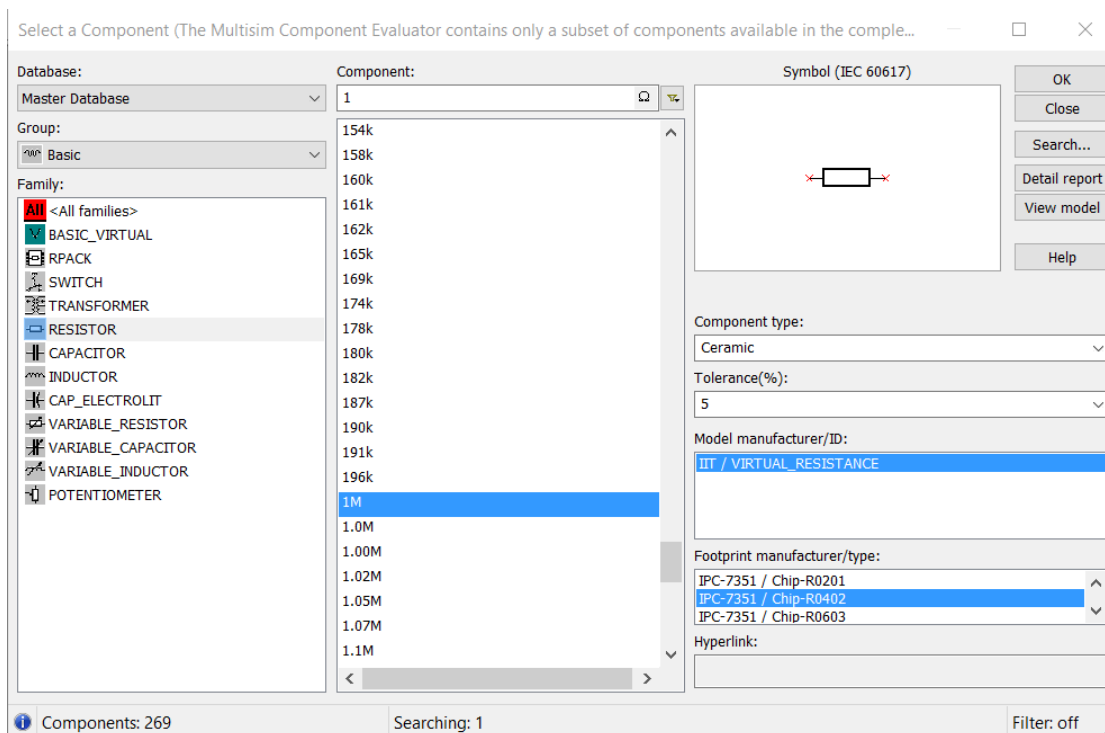 Select a Component (The Multisim Component Evaluator contains only a subset of components available in the comple...
Database:
Master Database
Group:
Basic
Family:
All <All families>
BASIC_VIRTUAL
RPACK
SWITCH
TRANSFORMER
RESISTOR
CAPACITOR
INDUCTOR
CAP_ELECTROLIT
VARIABLE_RESISTOR
VARIABLE_CAPACITOR
VARIABLE_INDUCTOR
POTENTIOMETER
Component:
1
Ω
154k
158k
160k
161k
162k
165k
169k
174k
178k
180k
182k
187k
190k
191k
196k
1M
1.0M
1.00M
1.02M
1.05M
1.07M
1.1M
Symbol (IEC 60617)
Component type:
Ceramic
Tolerance(%):
5
Model manufacturer/ID:
IIT / VIRTUAL_RESISTANCE
Footprint manufacturer/type:
IPC-7351 / Chip-R0201
IPC-7351 / Chip-R0402
IPC-7351 / Chip-R0603
Hyperlink:
OK
Close
Search...
Detail report
View model
Help
Components: 269
Searching: 1
Filter: off